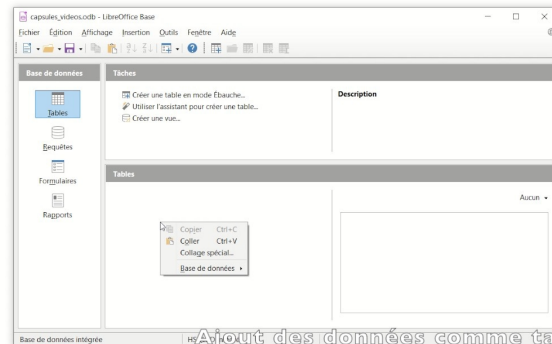 capsules_videos.odb - LibreOffice Base
Fichier Édition Affichage Insertion Outils Fenêtre Aide
Base de données
Tâches
Tables
Créer une table en mode Ébauche...
Utiliser l'assistant pour créer une table...
Créer une vue...
Description
Requêtes
Formulaires
Rapports
Tables
Aucun
Copier Ctrl+C
Coller Ctrl+V
Collage spécial...
Base de données
Base de données intégrée
Ajout des données comme ta